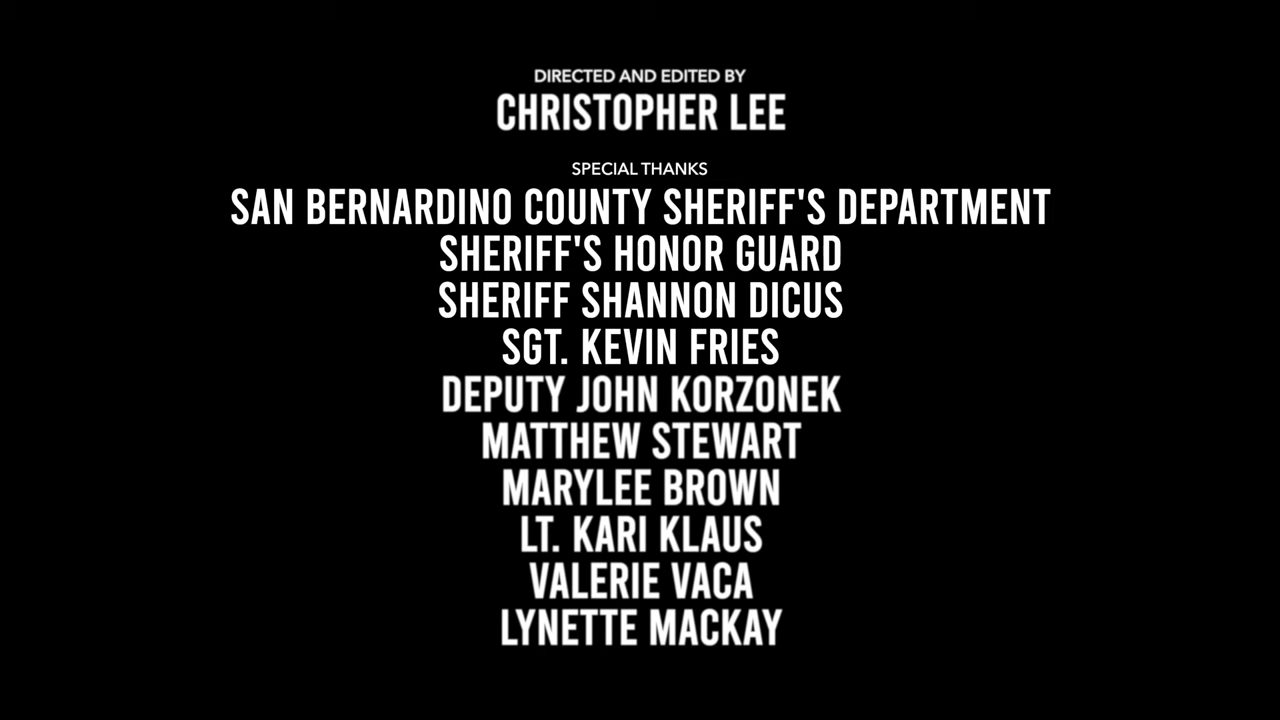 DIRECTED AND EDITED BY
CHRISTOPHER LEE
SPECIAL THANKS
SAN BERNARDINO COUNTY SHERIFF'S DEPARTMENT
SHERIFF'S HONOR GUARD
SHERIFF SHANNON DICUS
SGT. KEVIN FRIES
DEPUTY JOHN KORZONEK
MATTHEW STEWART
MARYLEE BROWN
LT. KARI KLAUS
VALERIE VACA
LYNETTE MACKAY